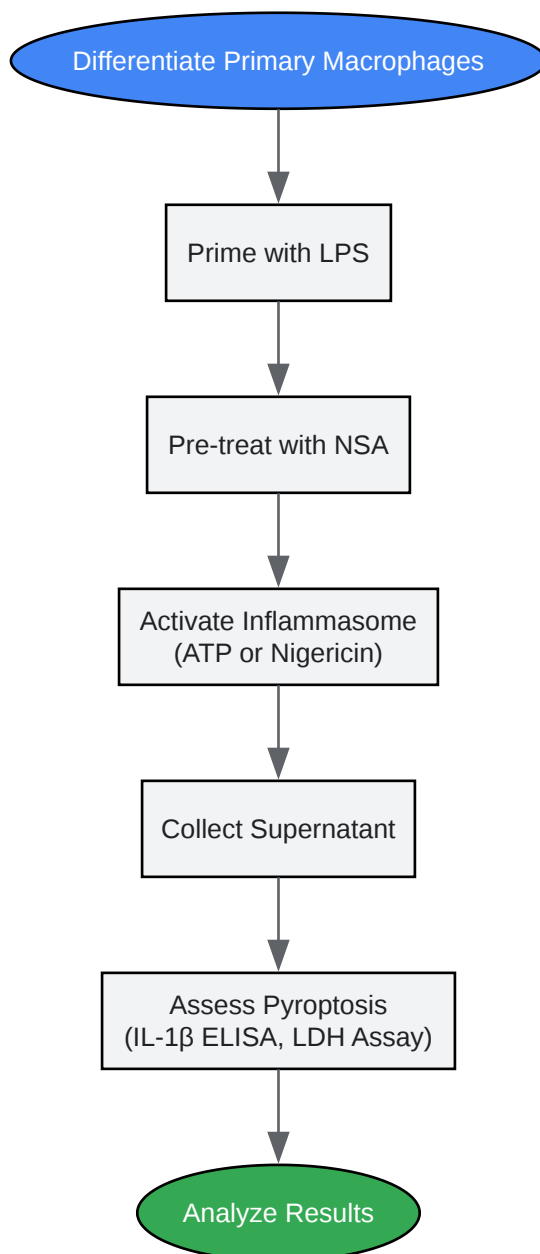 Differentiate Primary Macrophages
Prime with LPS
Pre-treat with NSA
Activate Inflammasome
(ATP or Nigericin)
Collect Supernatant
Assess Pyroptosis
(IL-1β ELISA, LDH Assay)
Analyze Results